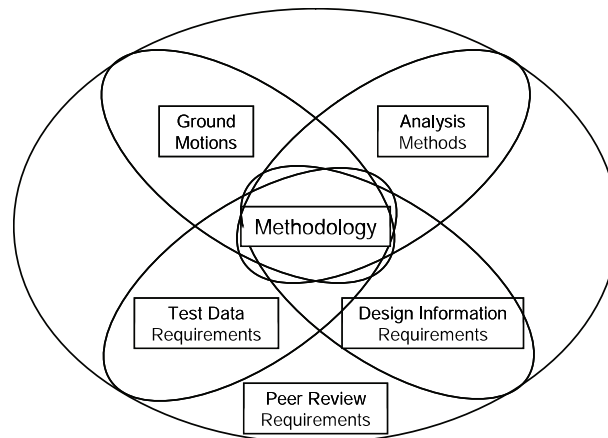 Ground
Motions
Analysis
Methods
Methodology
Test Data
Requirements
Design Information
Requirements
Peer Review
Requirements